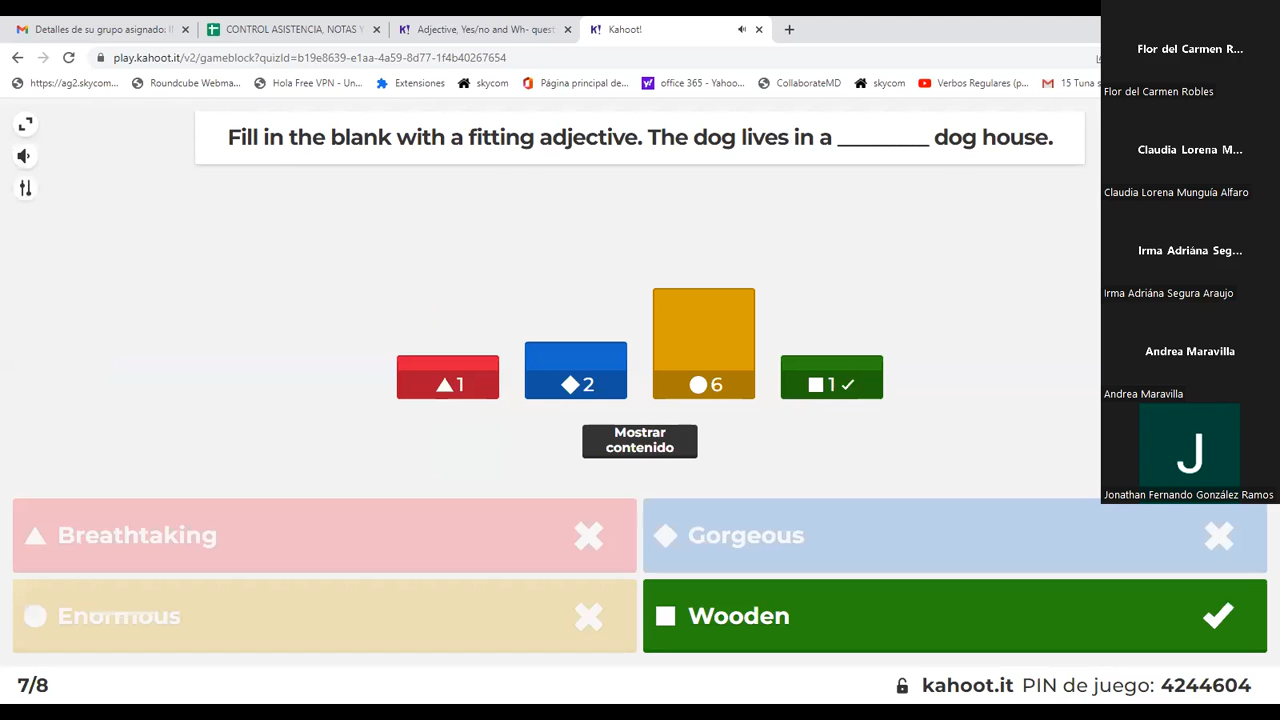 Detalles de su grupo asignado: I
CONTROL ASISTENCIA, NOTAS Y
Adjective, Yes/no and Wh- quest
Kahoot!
play.kahoot.it/v2/gameblock?quizId=b19e8639-e1aa-4a59-8d77-1f4b40267654
https://ag2.skycom...
Roundcube Webma...
Hola Free VPN - Un...
Extensiones
skycom
Página principal de...
office 365 - Yahoo...
CollaborateMD
skycom
Verbos Regulares (p...
15 Tuna s
Fill in the blank with a fitting adjective. The dog lives in a ________ dog house.
1
2
6
1
Mostrar
contenido
Breathtaking
Gorgeous
Enormous
Wooden
7/8
kahoot.it PIN de juego: 4244604
Flor del Carmen R...
Flor del Carmen Robles
Claudia Lorena M...
Claudia Lorena Munguía Alfaro
Irma Adriána Seg...
Irma Adriána Segura Araujo
Andrea Maravilla
Andrea Maravilla
J
Jonathan Fernando González Ramos